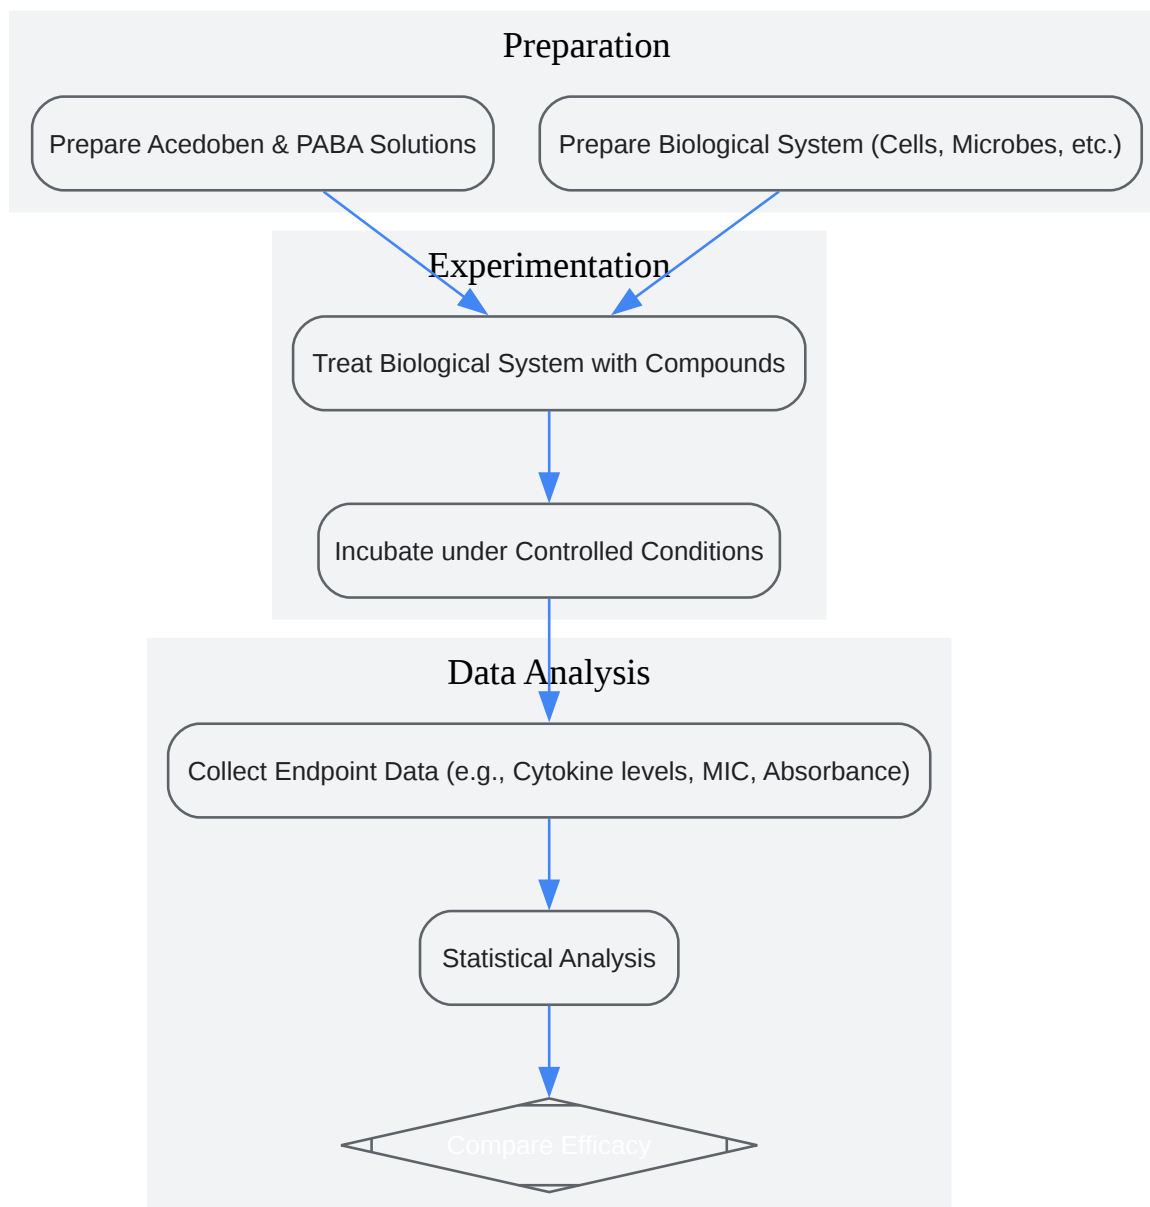 Preparation
Prepare Acedoben & PABA Solutions
Prepare Biological System (Cells, Microbes, etc.)
Experimentation
Treat Biological System with Compounds
Incubate under Controlled Conditions
Data Analysis
Collect Endpoint Data (e.g., Cytokine levels, MIC, Absorbance)
Statistical Analysis
Compare Efficacy